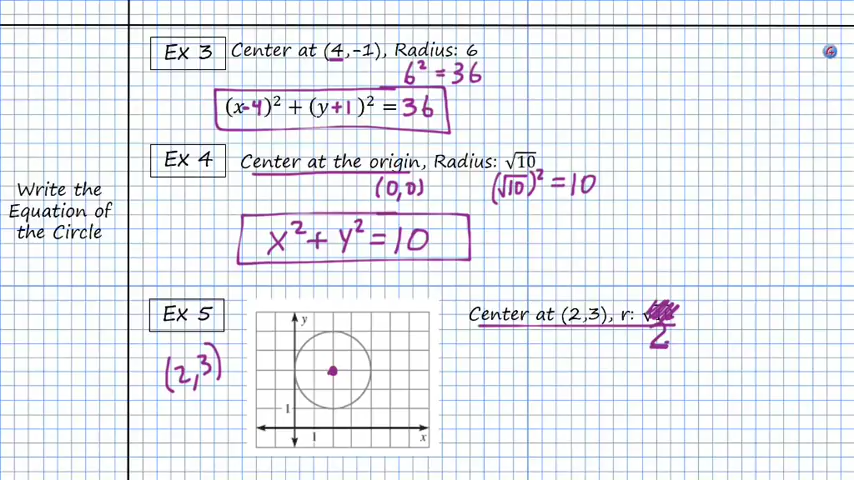 Ex 3 Center at (4,-1), Radius: 6
6² = 36
(x-4)² + (y+1)² = 36
Ex 4 Center at the origin, Radius: √10
(0,0) (√10)² = 10
Write the
Equation of
the Circle
x² + y² = 10
Ex 5 Center at (2,3), r:
2
y
(2,3)
1
1 x